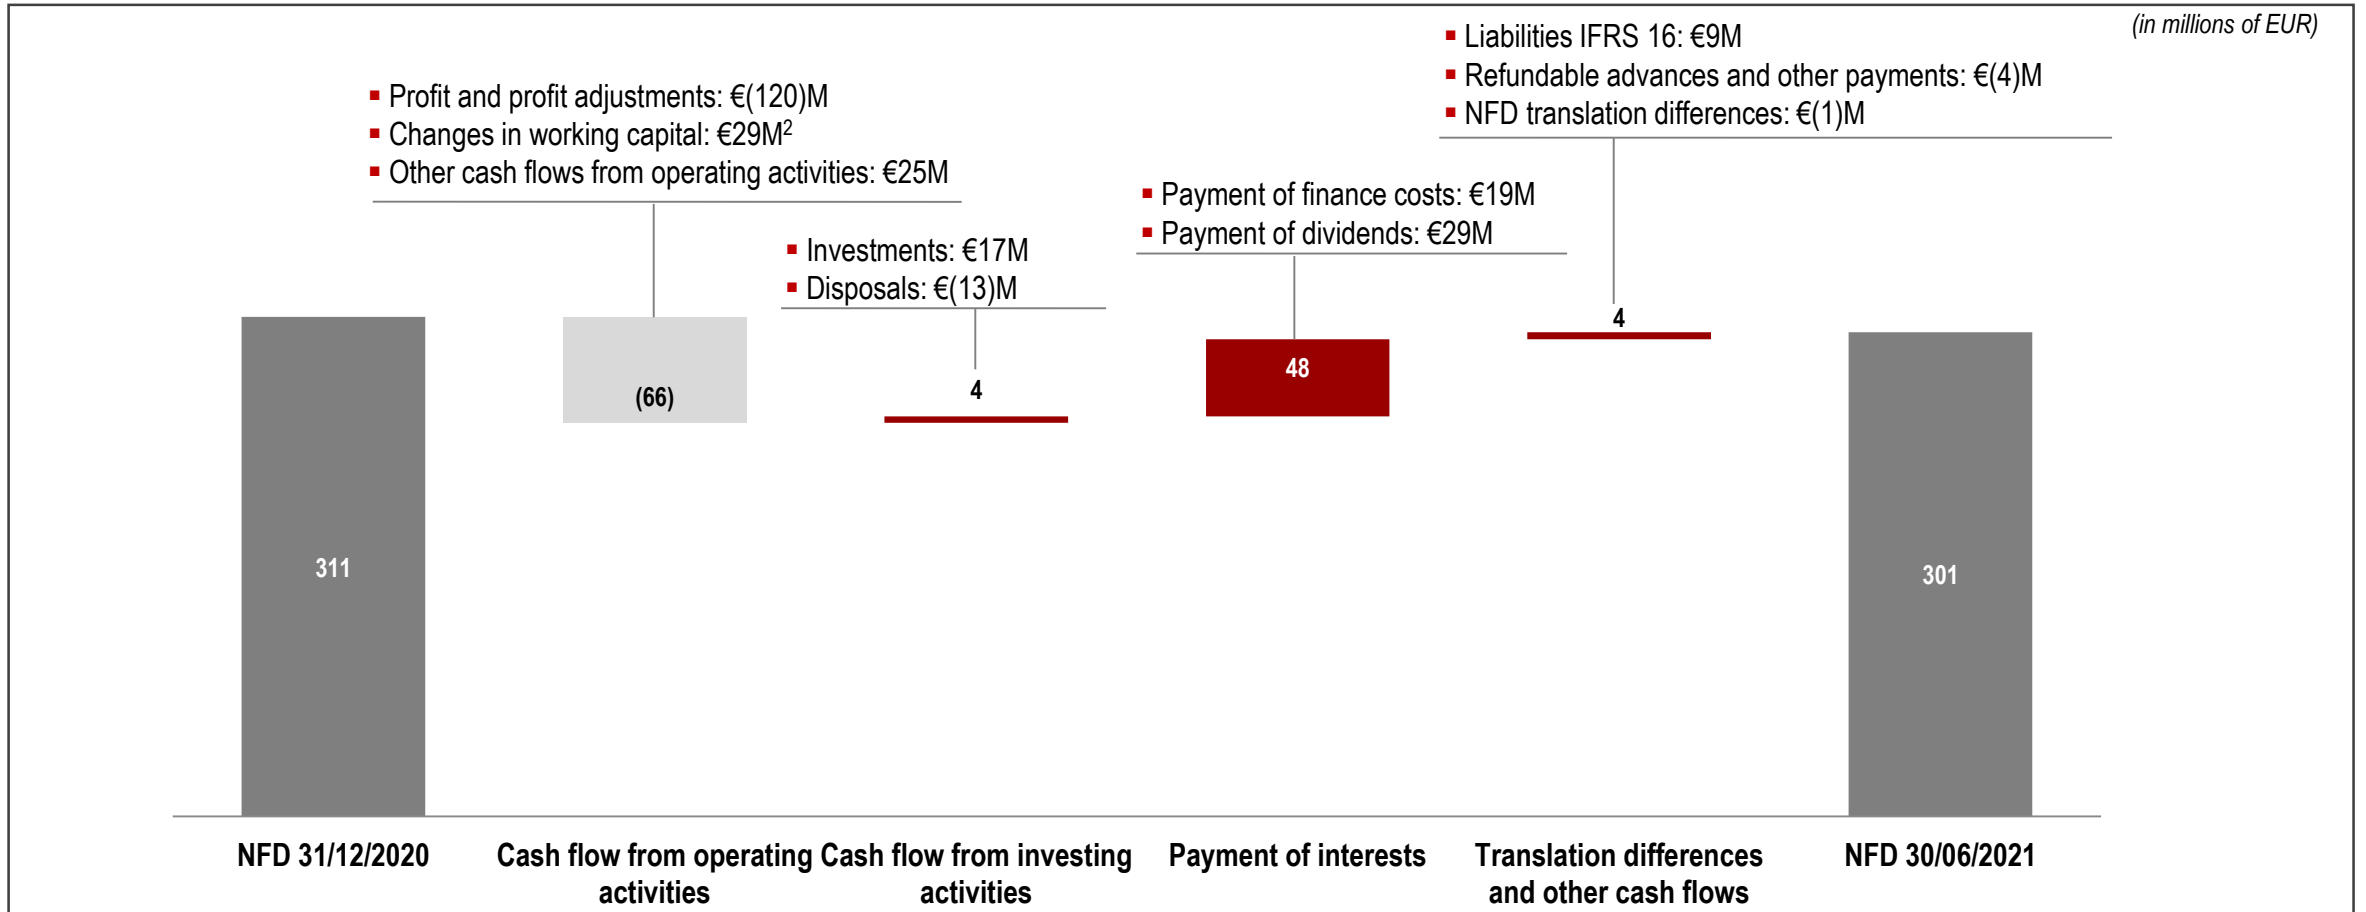 (in millions of EUR)
▪ Profit and profit adjustments: €(120)M
▪ Changes in working capital: €29M²
▪ Other cash flows from operating activities: €25M
▪ Investments: €17M
▪ Disposals: €(13)M
▪ Payment of finance costs: €19M
▪ Payment of dividends: €29M
▪ Liabilities IFRS 16: €9M
▪ Refundable advances and other payments: €(4)M
▪ NFD translation differences: €(1)M
311
(66)
4
48
4
301
NFD 31/12/2020
Cash flow from operating
activities
Cash flow from investing
activities
Payment of interests
Translation differences
and other cash flows
NFD 30/06/2021